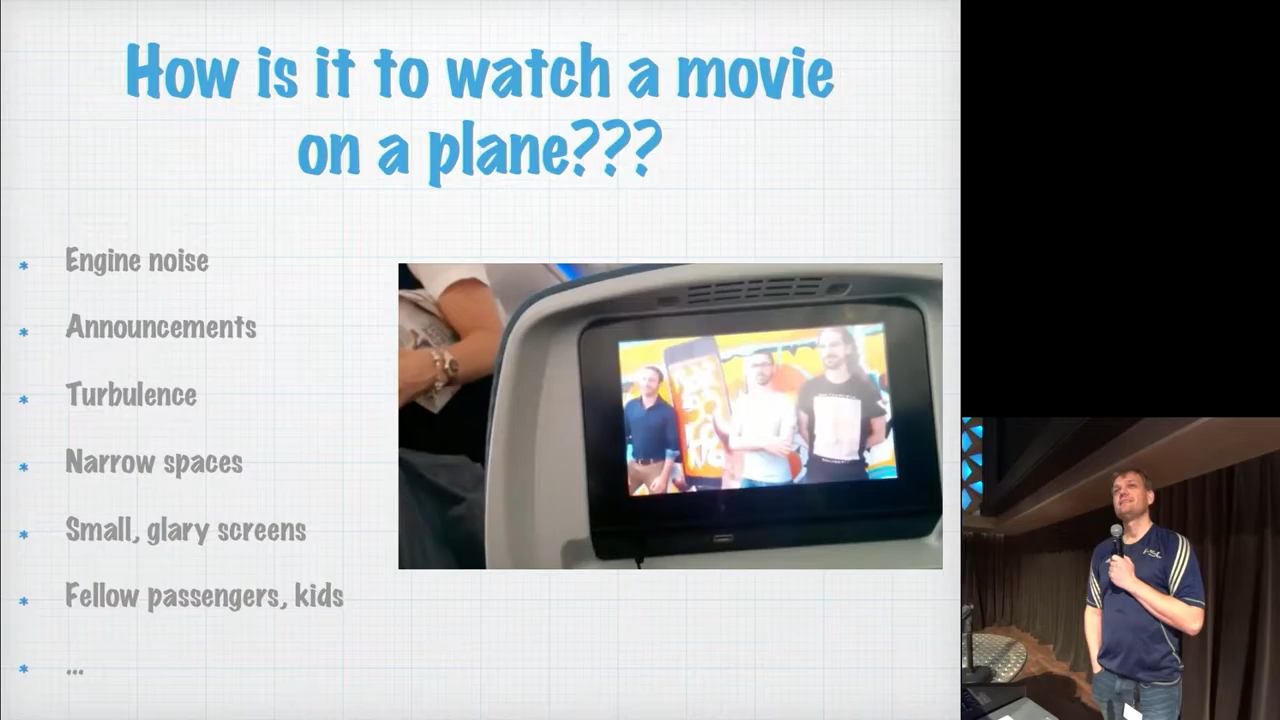 How is it to watch a movie
on a plane???
* Engine noise
* Announcements
* Turbulence
* Narrow spaces
* Small, glary screens
* Fellow passengers, kids
* ...